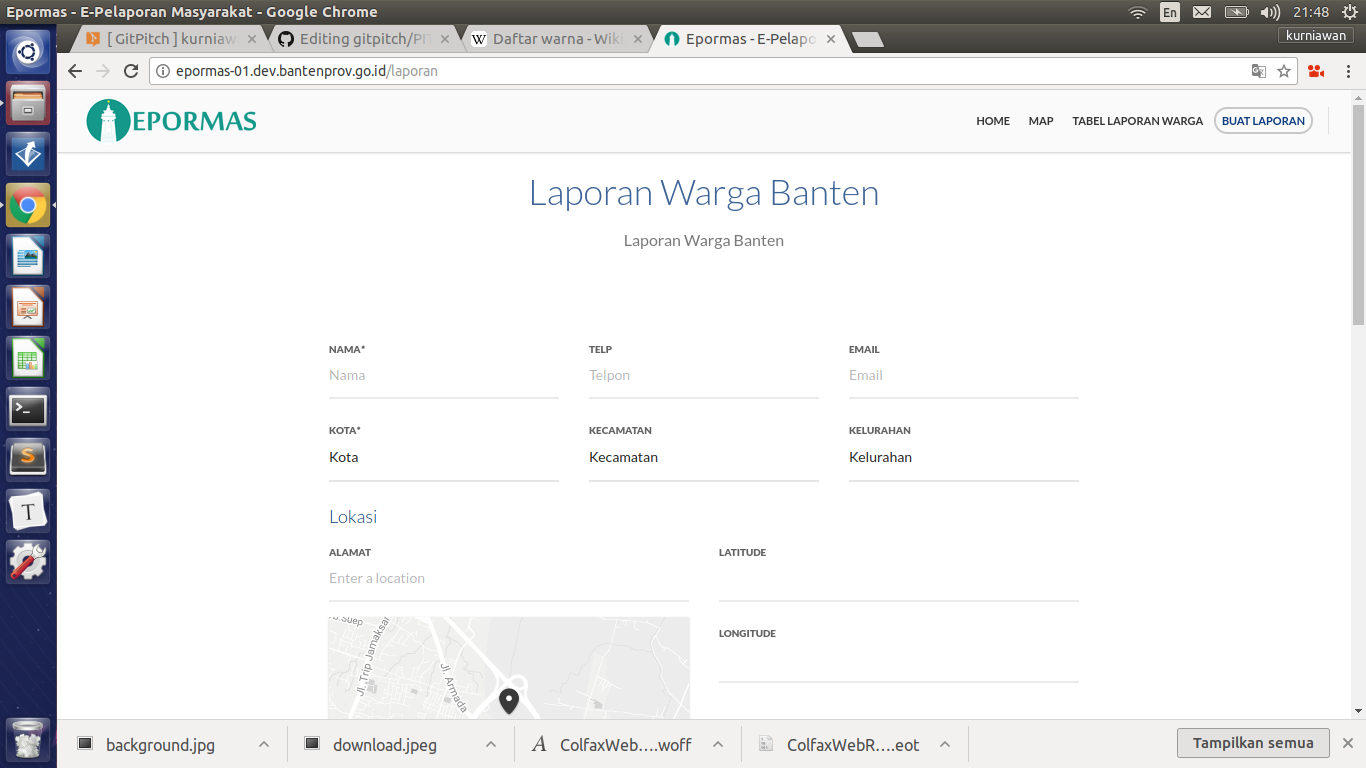 Epormas - E-Pelaporan Masyarakat - Google Chrome
En
21:48
kurniawan
[ GitPitch ] kurniaw
Editing gitpitch/PIT
Daftar warna - Wiki
Epormas - E-Pelapo
epormas-01.dev.bantenprov.go.id/laporan
EPORMAS
HOME
MAP
TABEL LAPORAN WARGA
BUAT LAPORAN
Laporan Warga Banten
Laporan Warga Banten
NAMA*
TELP
EMAIL
Nama
Telpon
Email
KOTA*
KECAMATAN
KELURAHAN
Kota
Kecamatan
Kelurahan
Lokasi
ALAMAT
LATITUDE
Enter a location
Jl. Trip Jamaksar
Jl. Armada
LONGITUDE
background.jpg
download.jpeg
ColfaxWeb....woff
ColfaxWebR....eot
Tampilkan semua